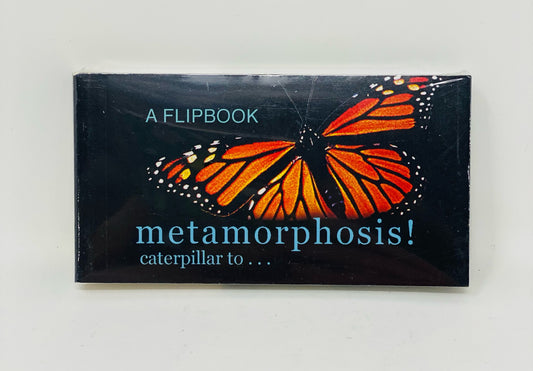 A FLIPBOOK
metamorphosis!
caterpillar to . . .